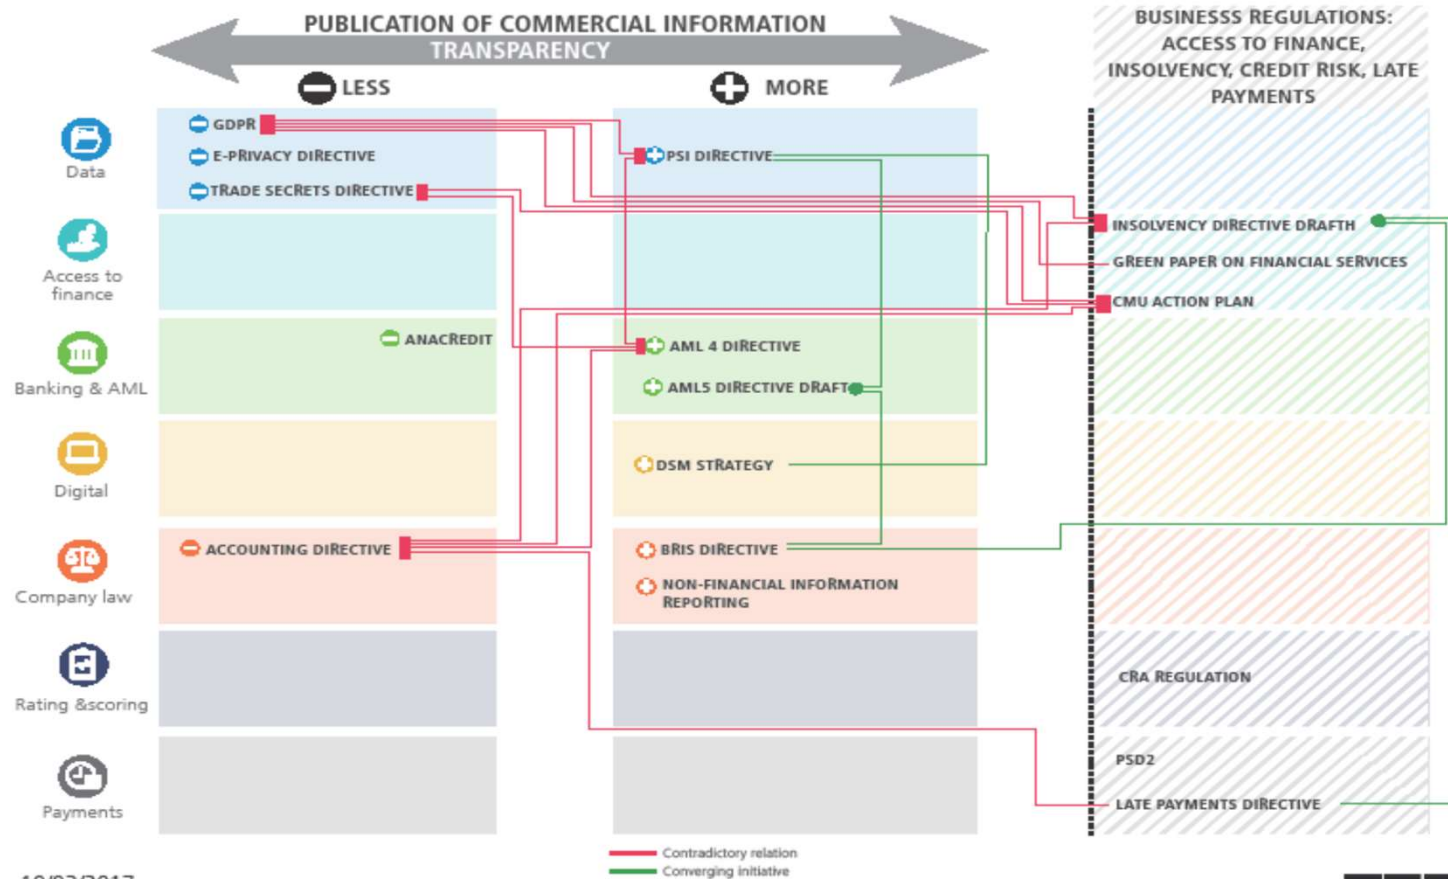 PUBLICATION OF COMMERCIAL INFORMATION
TRANSPARENCY
LESS
MORE
BUSINESSS REGULATIONS:
ACCESS TO FINANCE,
INSOLVENCY, CREDIT RISK, LATE
PAYMENTS
Data
GDPR
E-PRIVACY DIRECTIVE
TRADE SECRETS DIRECTIVE
PSI DIRECTIVE
Access to
finance
INSOLVENCY DIRECTIVE DRAFTH
GREEN PAPER ON FINANCIAL SERVICES
CMU ACTION PLAN
Banking & AML
ANACREDIT
AML 4 DIRECTIVE
AML5 DIRECTIVE DRAFT
Digital
DSM STRATEGY
Company law
ACCOUNTING DIRECTIVE
BRIS DIRECTIVE
NON-FINANCIAL INFORMATION
REPORTING
Rating &scoring
CRA REGULATION
Payments
PSD2
LATE PAYMENTS DIRECTIVE
Contradictory relation
Converging initiative